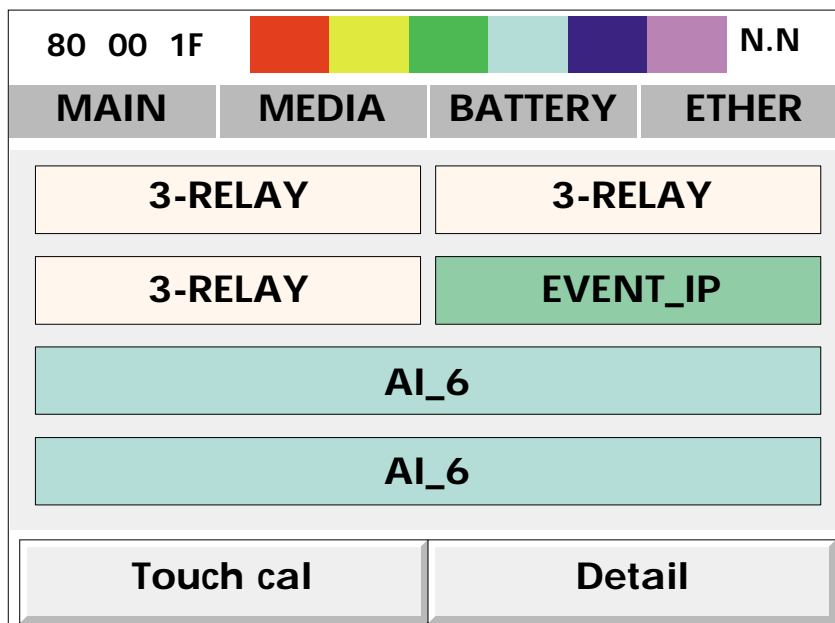 80 00 1F N.N
MAIN MEDIA BATTERY ETHER
3-RELAY 3-RELAY
3-RELAY EVENT_IP
AI_6
AI_6
Touch cal Detail